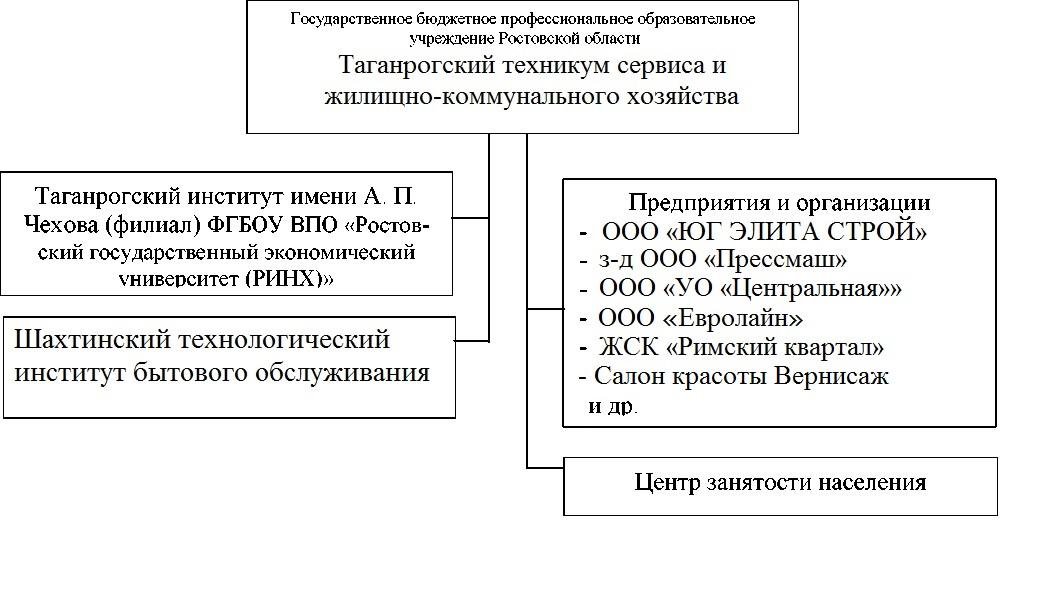 Государственное бюджетное профессиональное образовательное
учреждение Ростовской области
Таганрогский техникум сервиса и
жилищно-коммунального хозяйства
Таганрогский институт имени А. П.
Чехова (филиал) ФГБОУ ВПО «Ростов-
ский государственный экономический
университет (РИНХ)»
Шахтинский технологический
институт бытового обслуживания
Предприятия и организации
- ООО «ЮГ ЭЛИТА СТРОЙ»
- з-д ООО «Прессмаш»
- ООО «УО «Центральная»»
- ООО «Евролайн»
- ЖСК «Римский квартал»
- Салон красоты Вернисаж
и др.
Центр занятости населения